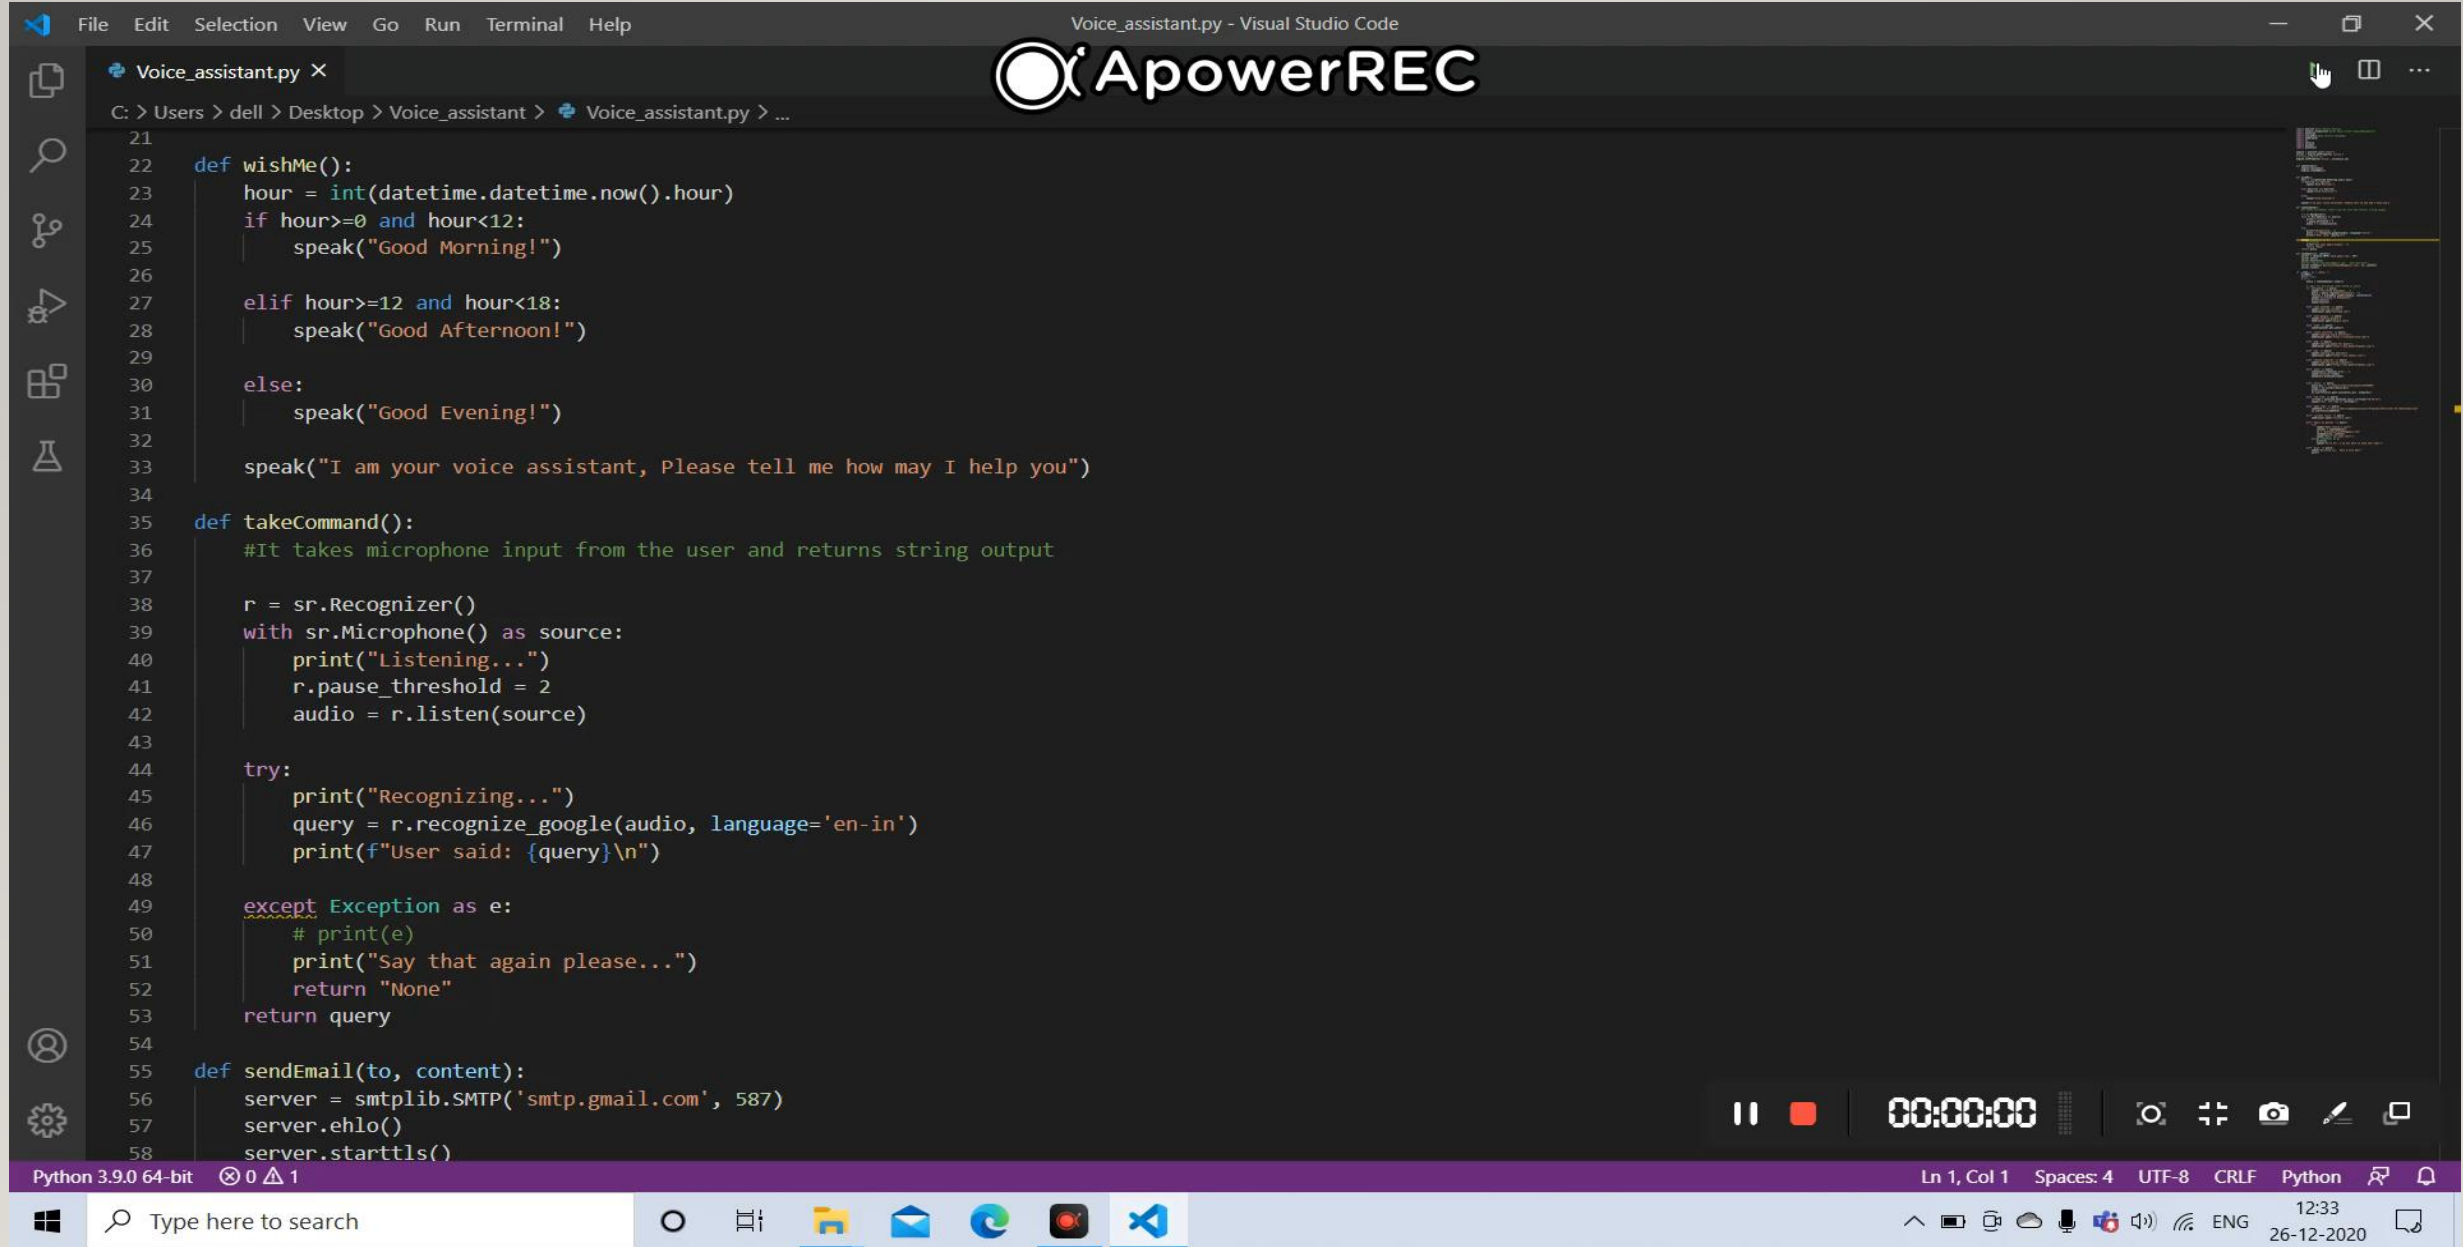 File Edit Selection View Go Run Terminal Help Voice_assistant.py - Visual Studio Code
Voice_assistant.py
ApowerREC
C: > Users > dell > Desktop > Voice_assistant > Voice_assistant.py > ...
21
22 def wishMe():
23     hour = int(datetime.datetime.now().hour)
24     if hour>=0 and hour<12:
25         speak("Good Morning!")
26
27     elif hour>=12 and hour<18:
28         speak("Good Afternoon!")
29
30     else:
31         speak("Good Evening!")
32
33     speak("I am your voice assistant, Please tell me how may I help you")
34
35 def takeCommand():
36     #It takes microphone input from the user and returns string output
37
38     r = sr.Recognizer()
39     with sr.Microphone() as source:
40         print("Listening...")
41         r.pause_threshold = 2
42         audio = r.listen(source)
43
44     try:
45         print("Recognizing...")
46         query = r.recognize_google(audio, language='en-in')
47         print(f"User said: {query}\n")
48
49     except Exception as e:
50         # print(e)
51         print("Say that again please...")
52         return "None"
53     return query
54
55 def sendEmail(to, content):
56     server = smtplib.SMTP('smtp.gmail.com', 587)
57     server.ehlo()
58     server.starttls()
00:00:00
Python 3.9.0 64-bit 0 1 Ln 1, Col 1 Spaces: 4 UTF-8 CRLF Python
Type here to search
ENG
12:33
26-12-2020